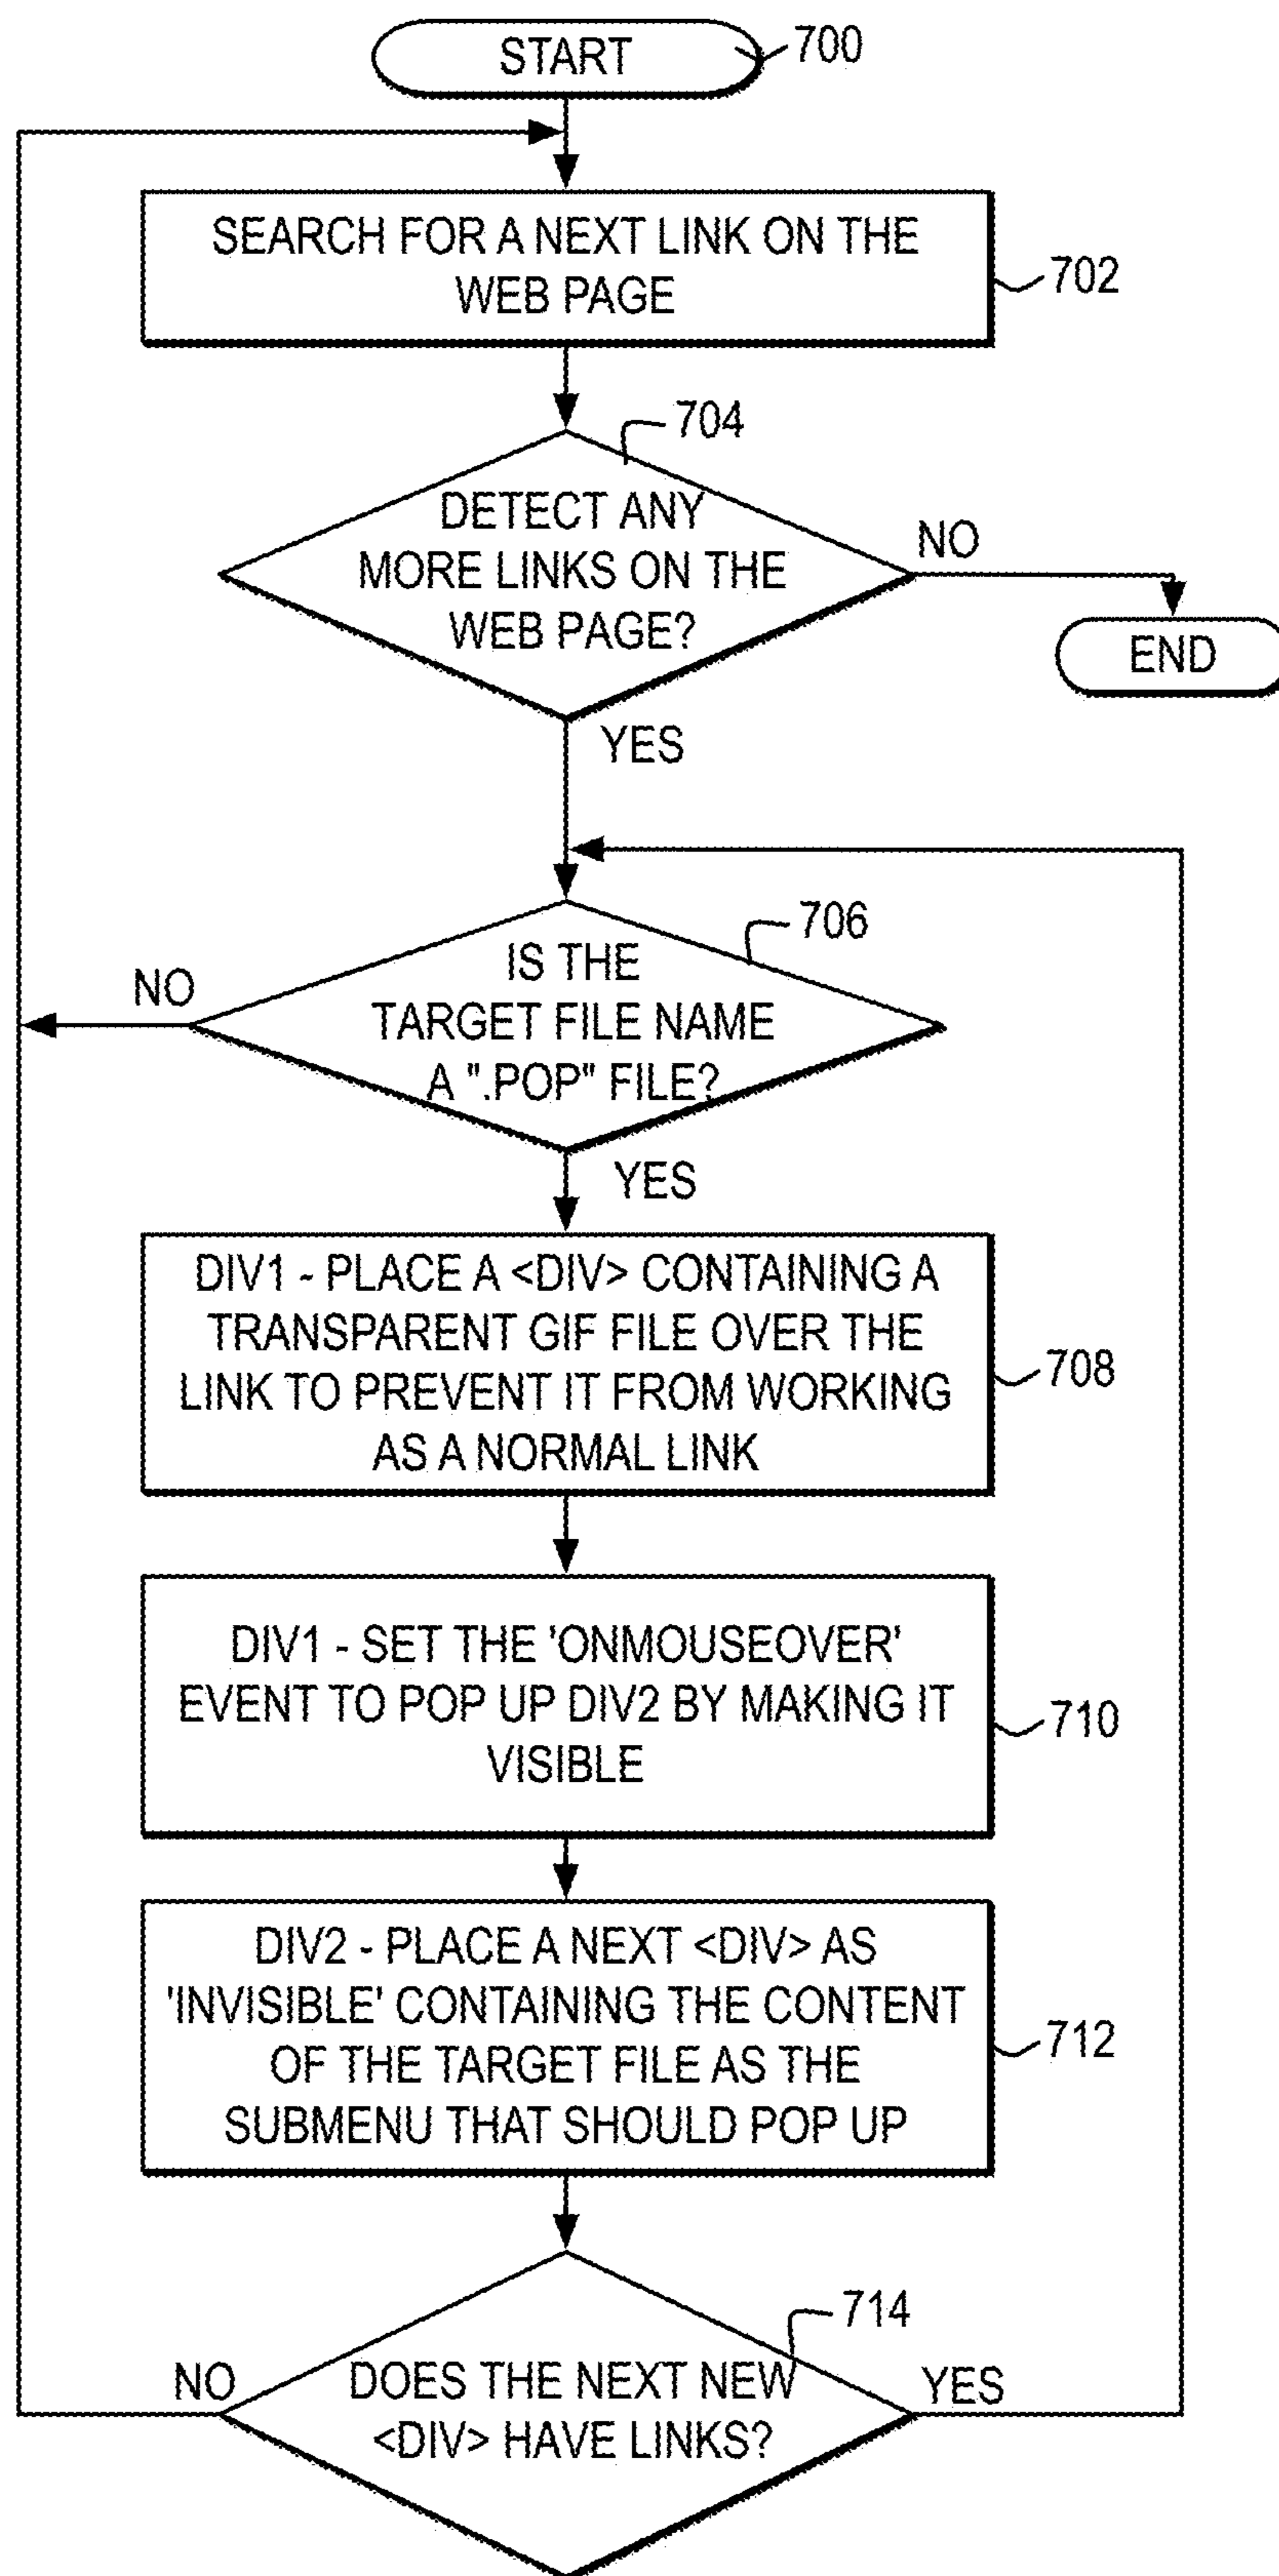 START
700
SEARCH FOR A NEXT LINK ON THE
WEB PAGE
702
704
DETECT ANY
MORE LINKS ON THE
WEB PAGE?
NO
END
YES
706
IS THE
TARGET FILE NAME
A ".POP" FILE?
NO
YES
DIV1 - PLACE A <DIV> CONTAINING A
TRANSPARENT GIF FILE OVER THE
LINK TO PREVENT IT FROM WORKING
AS A NORMAL LINK
708
DIV1 - SET THE 'ONMOUSEOVER'
EVENT TO POP UP DIV2 BY MAKING IT
VISIBLE
710
DIV2 - PLACE A NEXT <DIV> AS
'INVISIBLE' CONTAINING THE CONTENT
OF THE TARGET FILE AS THE
SUBMENU THAT SHOULD POP UP
712
714
NO
DOES THE NEXT NEW
<DIV> HAVE LINKS?
YES